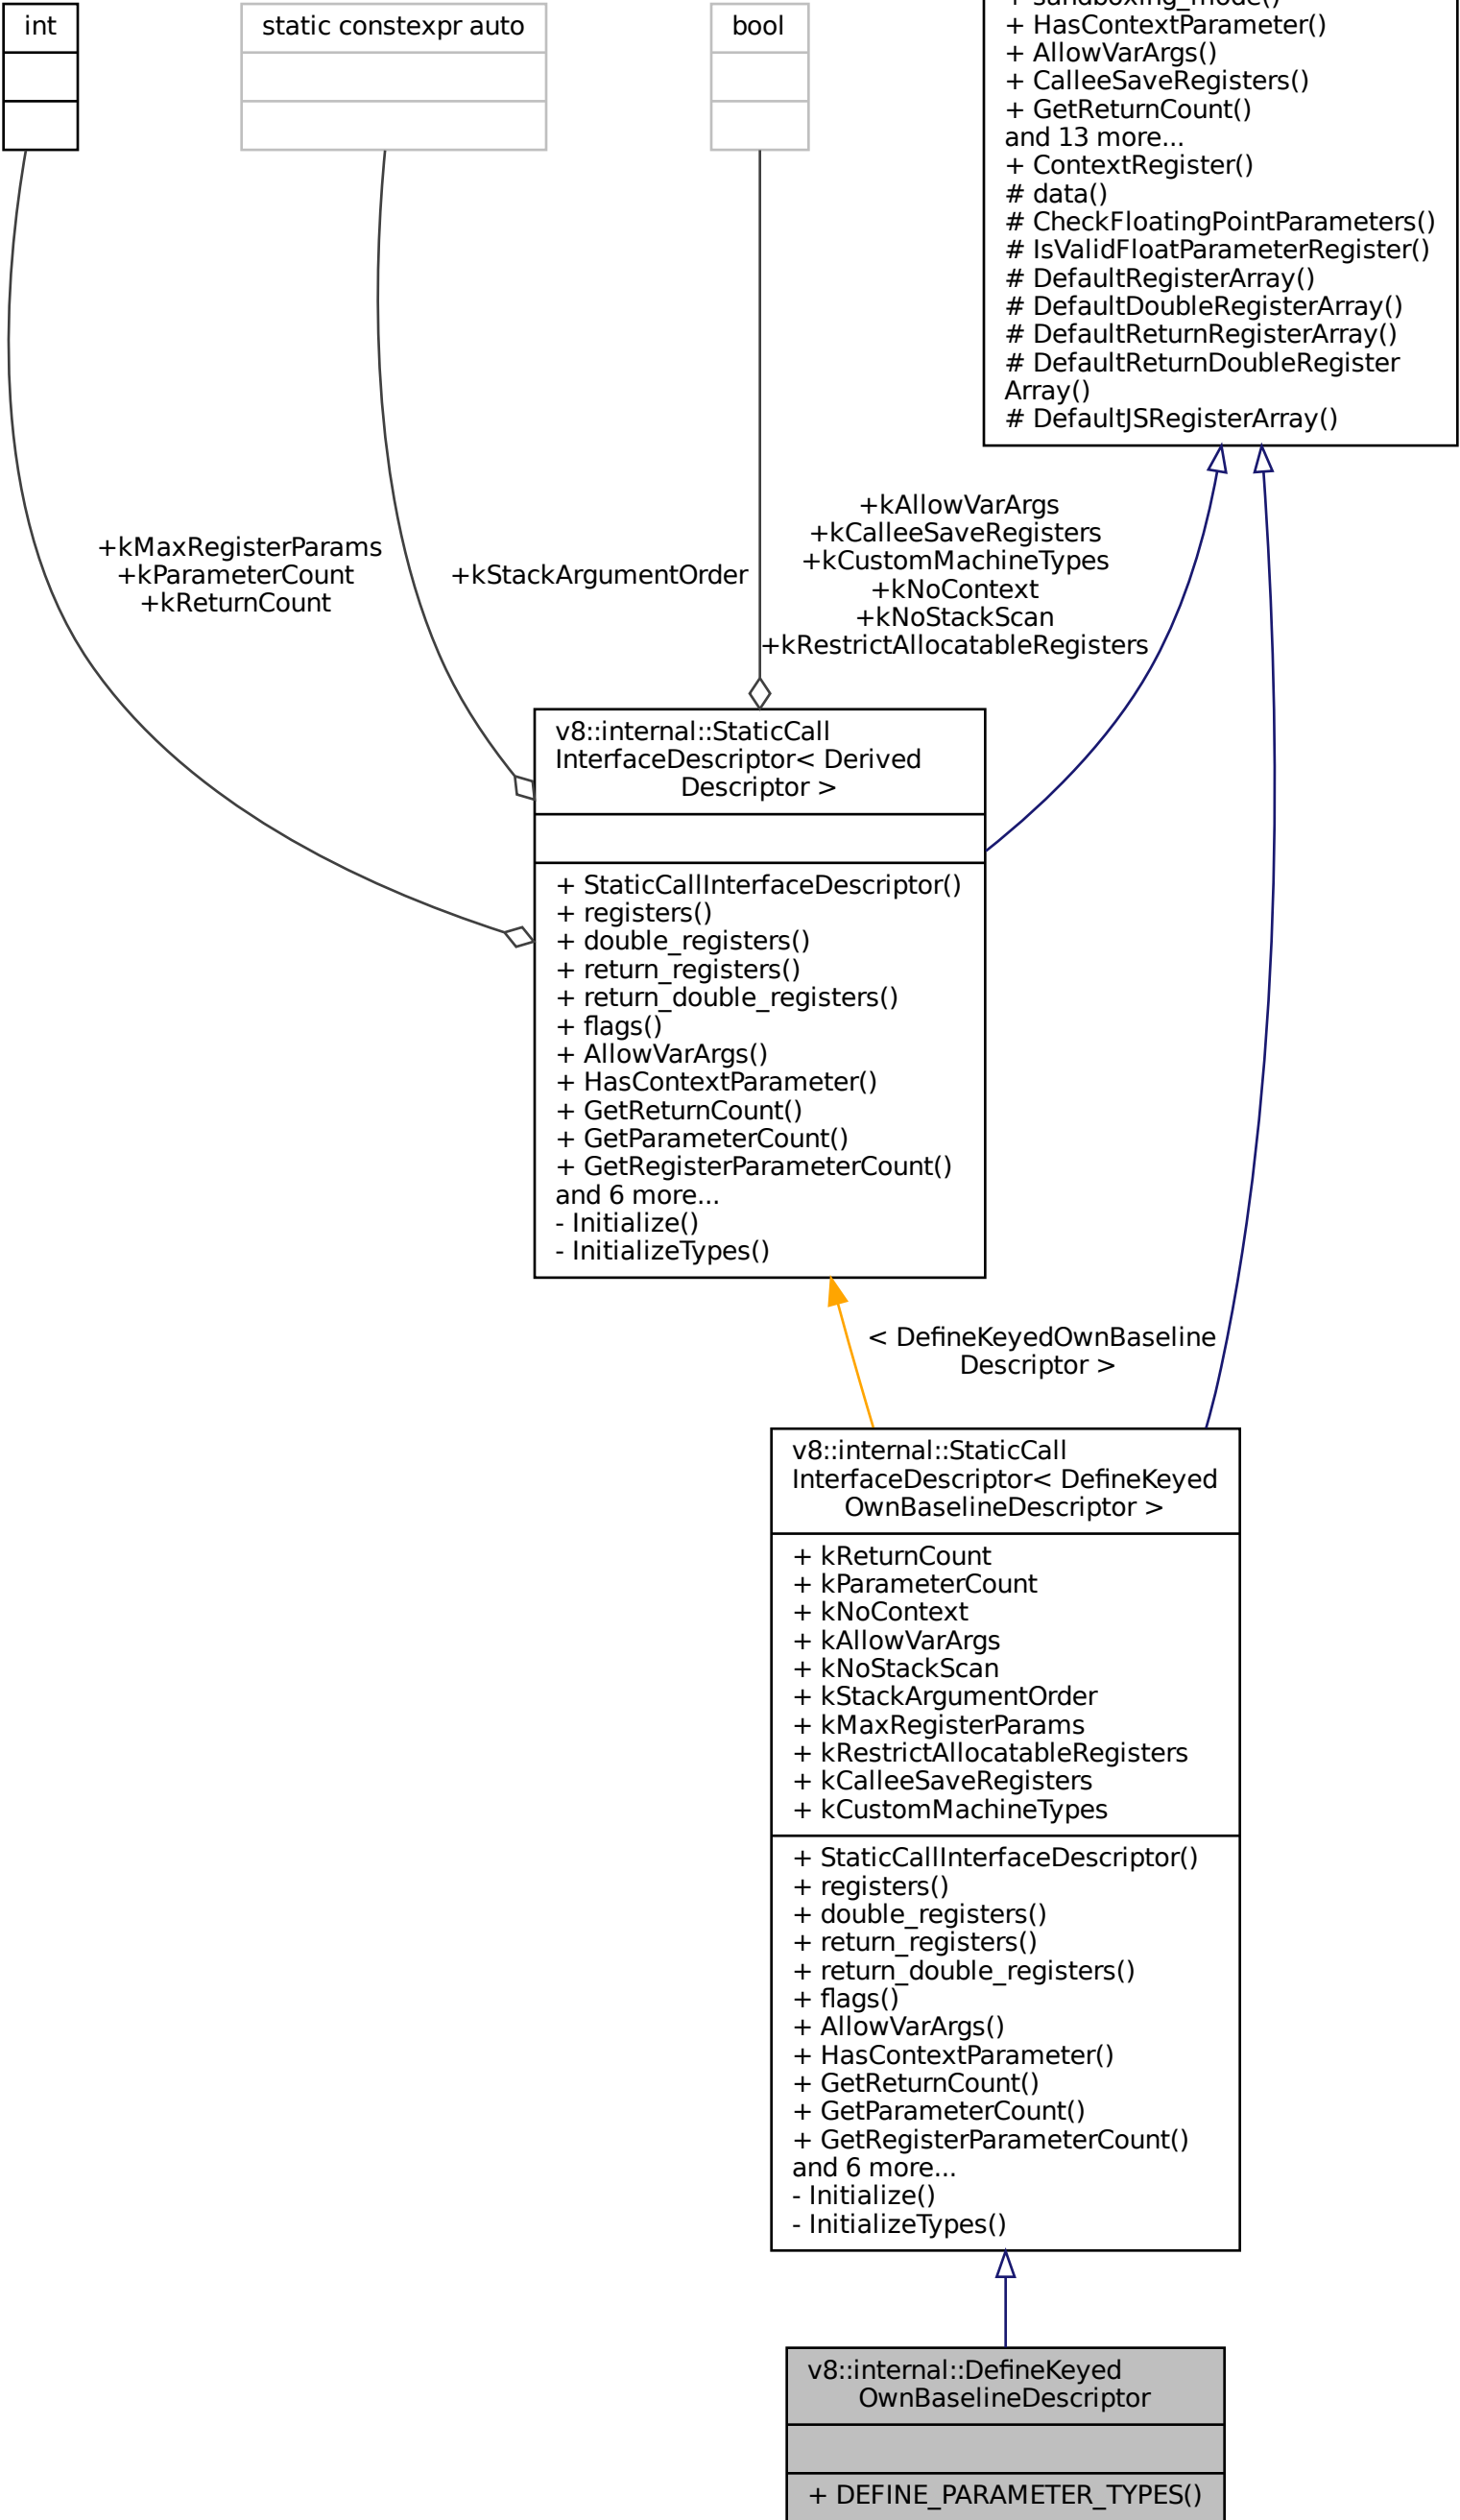 int
static constexpr auto
bool
+ sandboxing_mode()
+ HasContextParameter()
+ AllowVarArgs()
+ CalleeSaveRegisters()
+ GetReturnCount()
and 13 more...
+ ContextRegister()
# data()
# CheckFloatingPointParameters()
# IsValidFloatParameterRegister()
# DefaultRegisterArray()
# DefaultDoubleRegisterArray()
# DefaultReturnRegisterArray()
# DefaultReturnDoubleRegister
Array()
# DefaultJSRegisterArray()
+kMaxRegisterParams
+kParameterCount
+kReturnCount
+kStackArgumentOrder
+kAllowVarArgs
+kCalleeSaveRegisters
+kCustomMachineTypes
+kNoContext
+kNoStackScan
+kRestrictAllocatableRegisters
v8::internal::StaticCall
InterfaceDescriptor< Derived
Descriptor >
+ StaticCallInterfaceDescriptor()
+ registers()
+ double_registers()
+ return_registers()
+ return_double_registers()
+ flags()
+ AllowVarArgs()
+ HasContextParameter()
+ GetReturnCount()
+ GetParameterCount()
+ GetRegisterParameterCount()
and 6 more...
- Initialize()
- InitializeTypes()
< DefineKeyedOwnBaseline
Descriptor >
v8::internal::StaticCall
InterfaceDescriptor< DefineKeyed
OwnBaselineDescriptor >
+ kReturnCount
+ kParameterCount
+ kNoContext
+ kAllowVarArgs
+ kNoStackScan
+ kStackArgumentOrder
+ kMaxRegisterParams
+ kRestrictAllocatableRegisters
+ kCalleeSaveRegisters
+ kCustomMachineTypes
+ StaticCallInterfaceDescriptor()
+ registers()
+ double_registers()
+ return_registers()
+ return_double_registers()
+ flags()
+ AllowVarArgs()
+ HasContextParameter()
+ GetReturnCount()
+ GetParameterCount()
+ GetRegisterParameterCount()
and 6 more...
- Initialize()
- InitializeTypes()
v8::internal::DefineKeyed
OwnBaselineDescriptor
+ DEFINE_PARAMETER_TYPES()